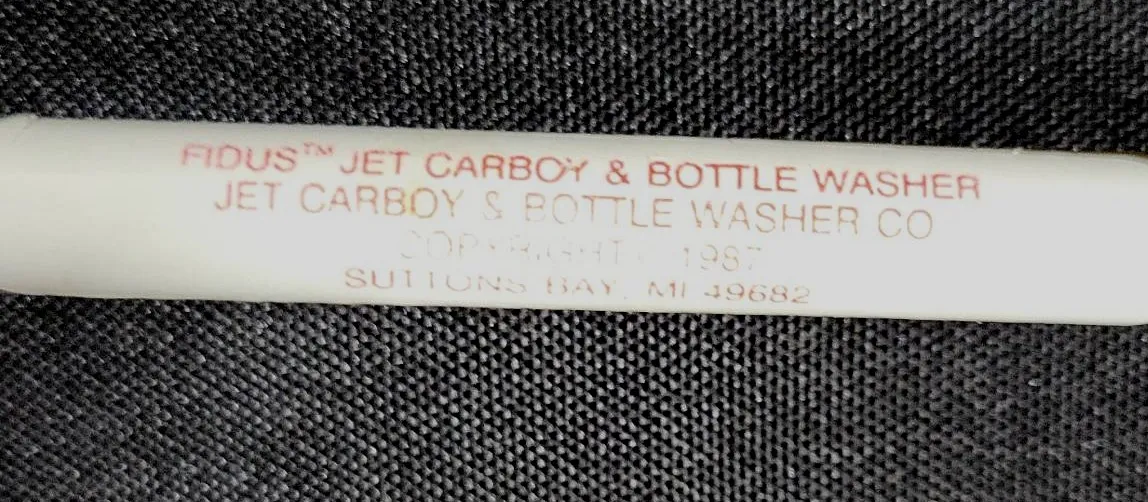 FIDUS™ JET CARBOY & BOTTLE WASHER
JET CARBOY & BOTTLE WASHER CO
COPYRIGHT 1987
SUTTONS BAY, MI 49682